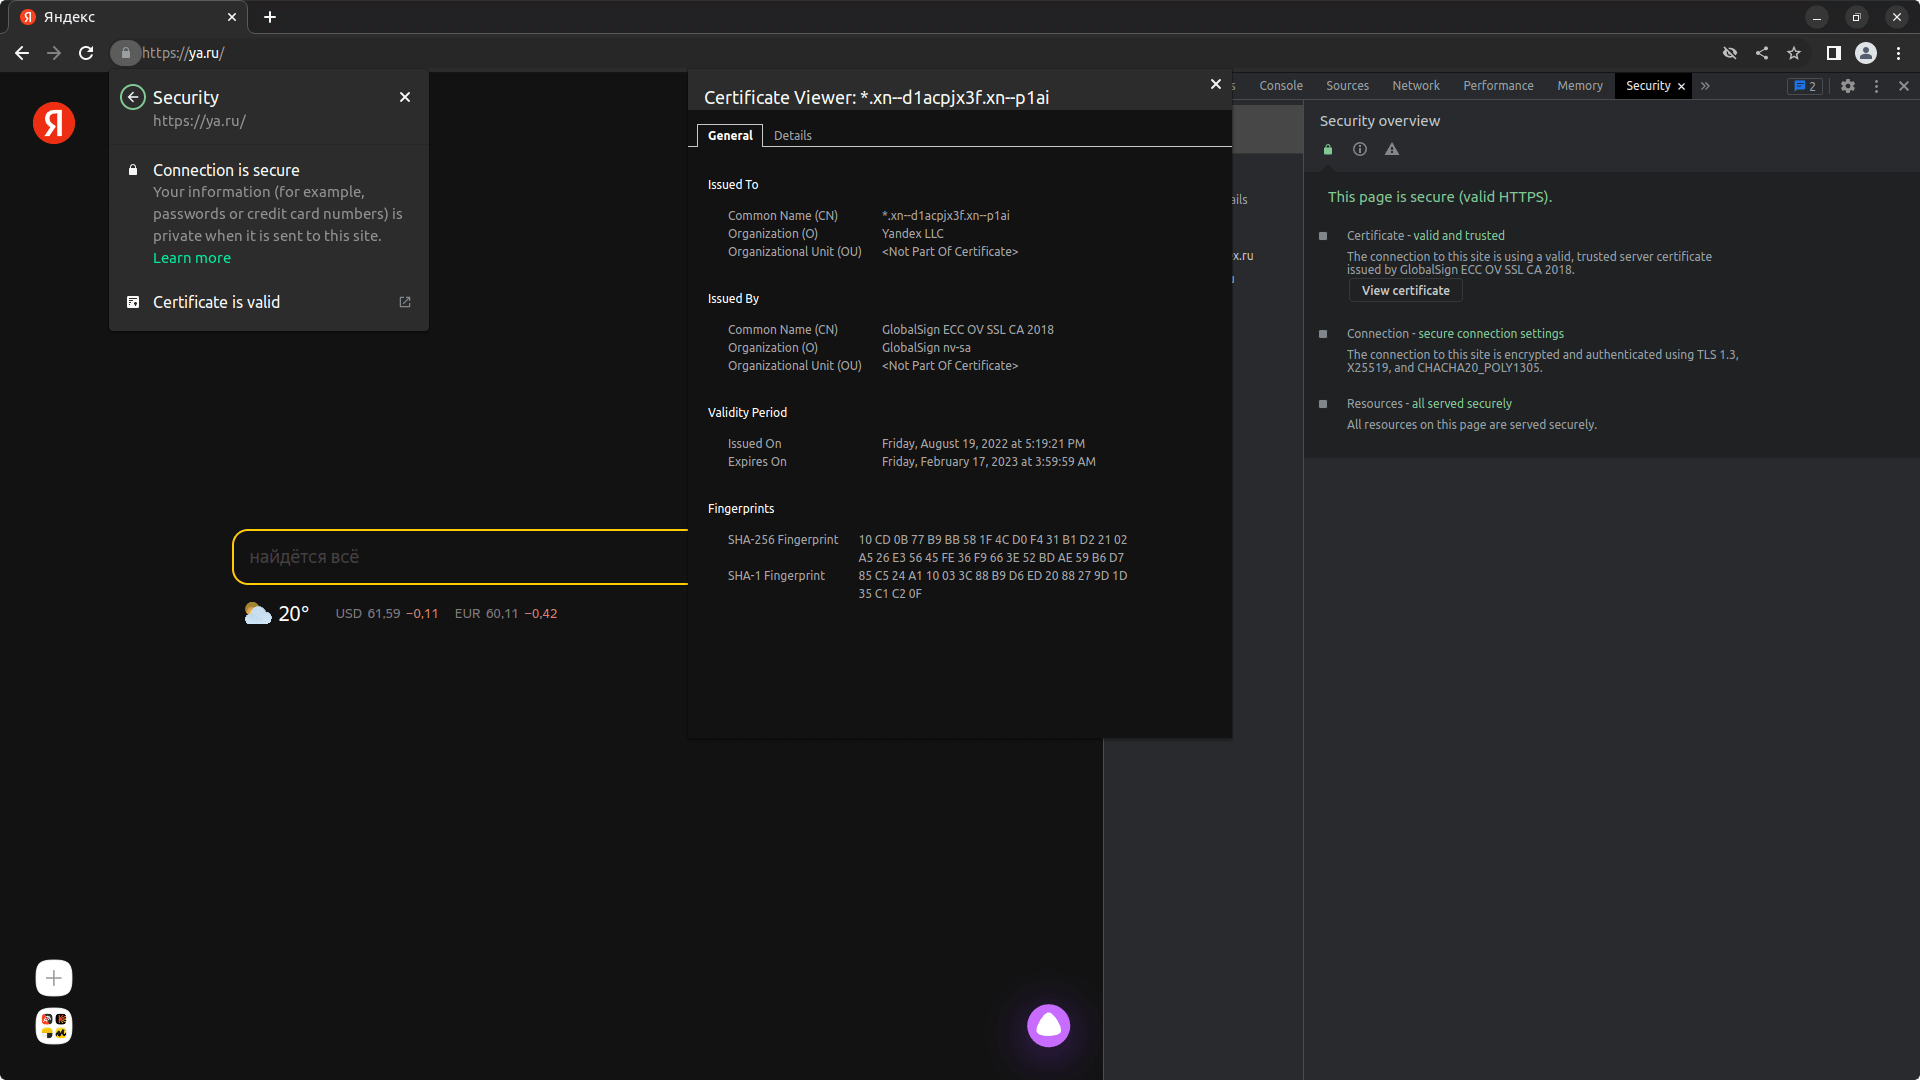 Яндекс
https://ya.ru/
Security
https://ya.ru/
Connection is secure
Your information (for example,
passwords or credit card numbers) is
private when it is sent to this site.
Learn more
Certificate is valid
Я
найдётся всё
20° USD 61,59 −0,11 EUR 60,11 −0,42
Certificate Viewer: *.xn--d1acpjx3f.xn--p1ai
General Details
Issued To
Common Name (CN) *.xn--d1acpjx3f.xn--p1ai
Organization (O) Yandex LLC
Organizational Unit (OU) <Not Part Of Certificate>
Issued By
Common Name (CN) GlobalSign ECC OV SSL CA 2018
Organization (O) GlobalSign nv-sa
Organizational Unit (OU) <Not Part Of Certificate>
Validity Period
Issued On Friday, August 19, 2022 at 5:19:21 PM
Expires On Friday, February 17, 2023 at 3:59:59 AM
Fingerprints
SHA-256 Fingerprint 10 CD 0B 77 B9 BB 58 1F 4C D0 F4 31 B1 D2 21 02
A5 26 E3 56 45 FE 36 F9 66 3E 52 BD AE 59 B6 D7
SHA-1 Fingerprint 85 C5 24 A1 10 03 3C 88 B9 D6 ED 20 88 27 9D 1D
35 C1 C2 0F
Console Sources Network Performance Memory Security 2
ails
x.ru
Security overview
This page is secure (valid HTTPS).
Certificate - valid and trusted
The connection to this site is using a valid, trusted server certificate
issued by GlobalSign ECC OV SSL CA 2018.
View certificate
Connection - secure connection settings
The connection to this site is encrypted and authenticated using TLS 1.3,
X25519, and CHACHA20_POLY1305.
Resources - all served securely
All resources on this page are served securely.